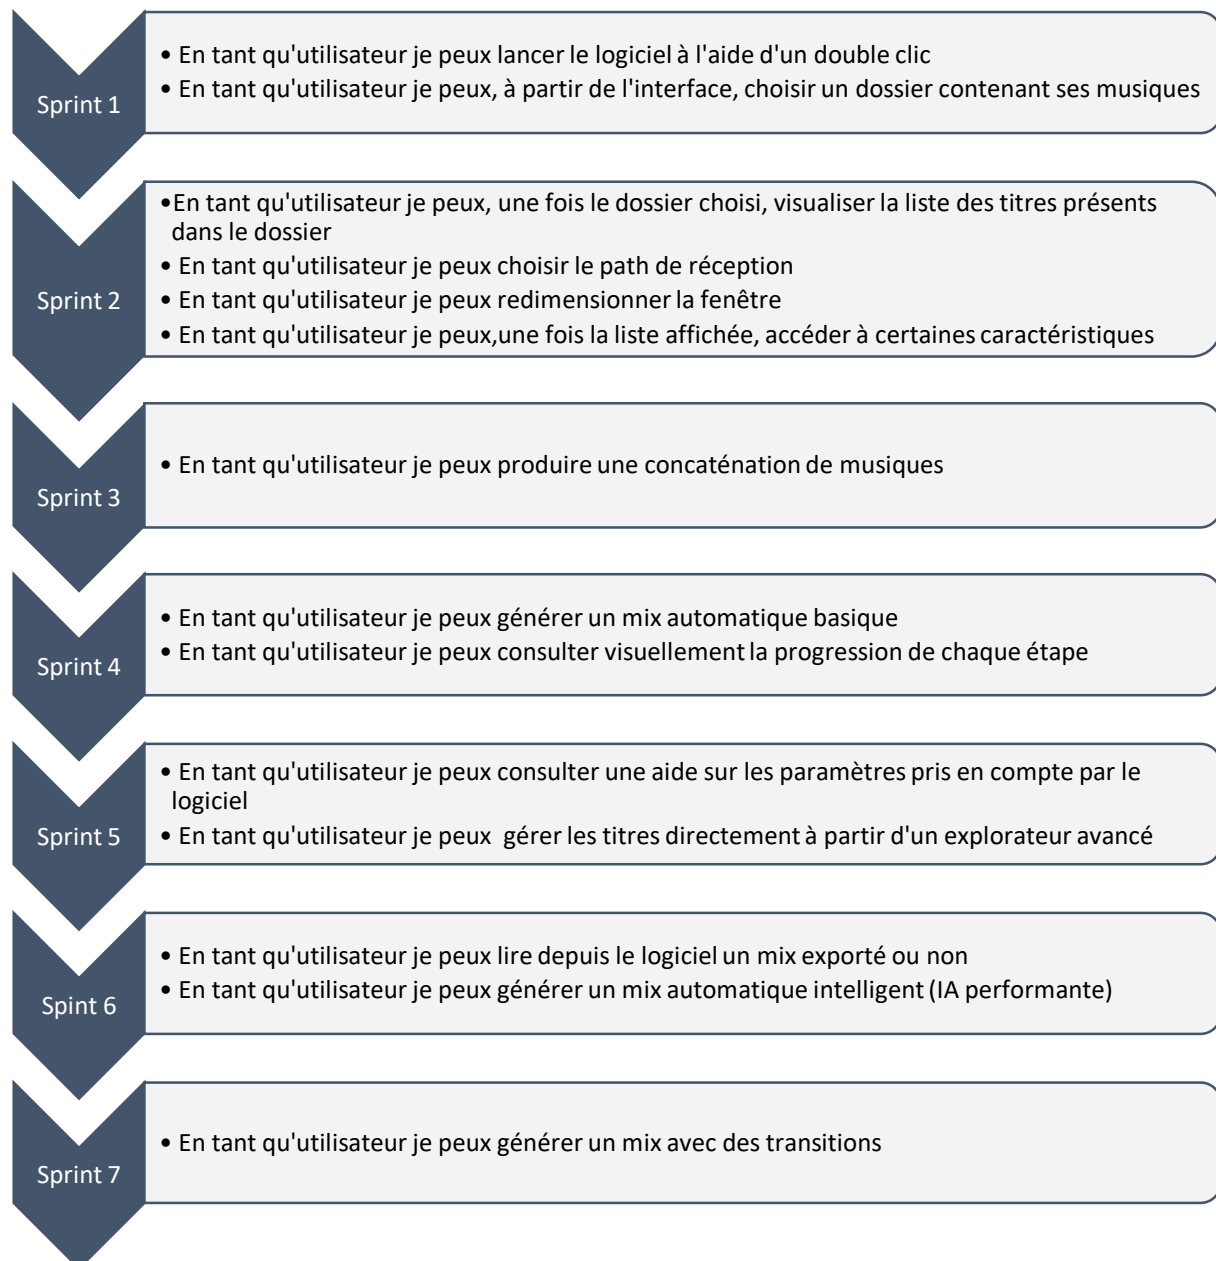 Sprint 1
• En tant qu'utilisateur je peux lancer le logiciel à l'aide d'un double clic
• En tant qu'utilisateur je peux, à partir de l'interface, choisir un dossier contenant ses musiques
Sprint 2
•En tant qu'utilisateur je peux, une fois le dossier choisi, visualiser la liste des titres présents
dans le dossier
• En tant qu'utilisateur je peux choisir le path de réception
• En tant qu'utilisateur je peux redimensionner la fenêtre
• En tant qu'utilisateur je peux,une fois la liste affichée, accéder à certaines caractéristiques
Sprint 3
• En tant qu'utilisateur je peux produire une concaténation de musiques
Sprint 4
• En tant qu'utilisateur je peux générer un mix automatique basique
• En tant qu'utilisateur je peux consulter visuellement la progression de chaque étape
Sprint 5
• En tant qu'utilisateur je peux consulter une aide sur les paramètres pris en compte par le
logiciel
• En tant qu'utilisateur je peux  gérer les titres directement à partir d'un explorateur avancé
Spint 6
• En tant qu'utilisateur je peux lire depuis le logiciel un mix exporté ou non
• En tant qu'utilisateur je peux générer un mix automatique intelligent (IA performante)
Sprint 7
• En tant qu'utilisateur je peux générer un mix avec des transitions